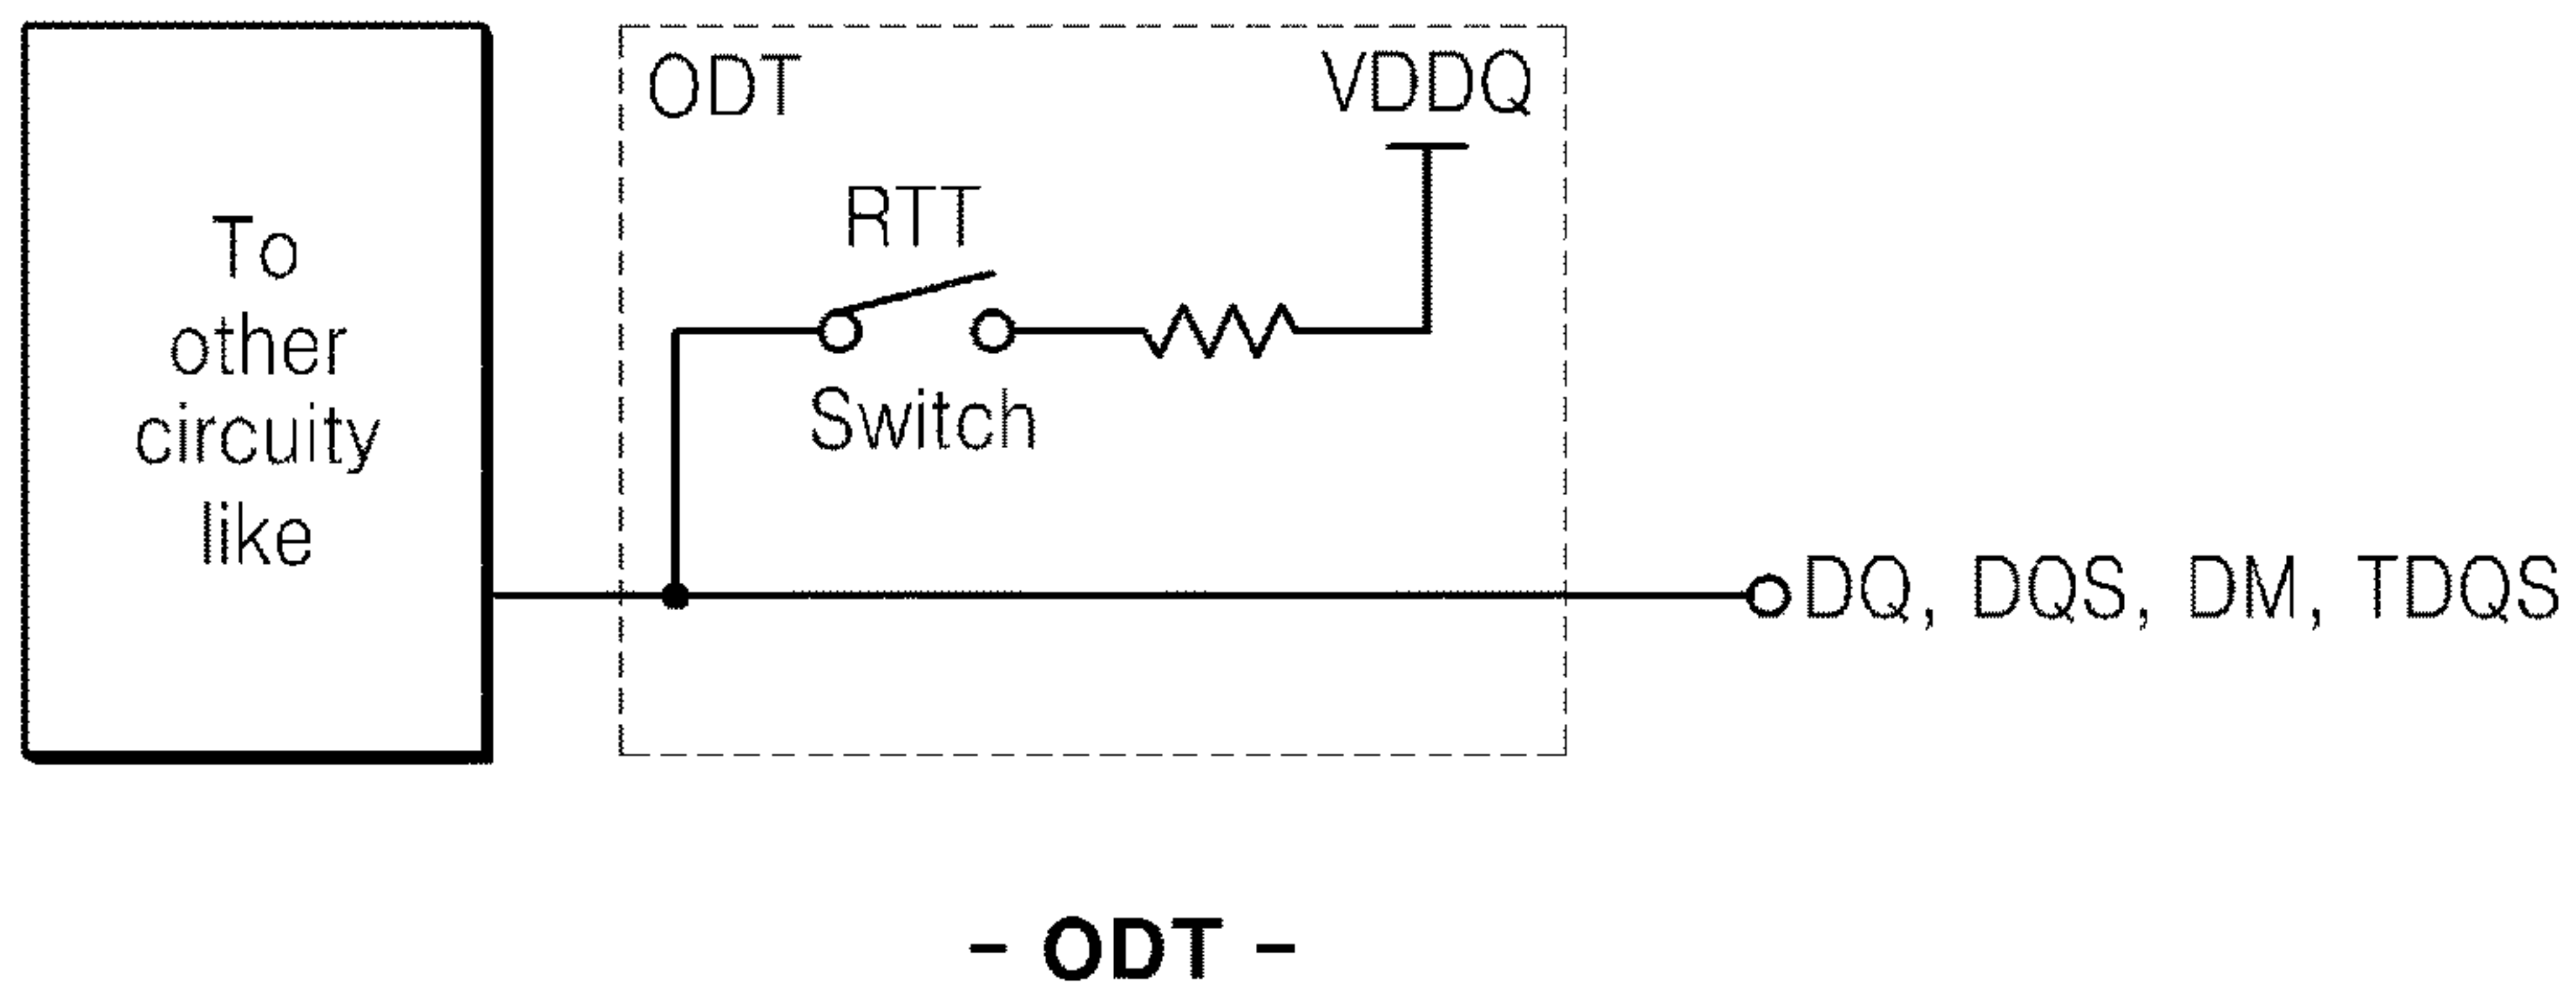 To
other
circuity
like
ODT
VDDQ
RTT
Switch
DQ, DQS, DM, TDQS
- ODT -